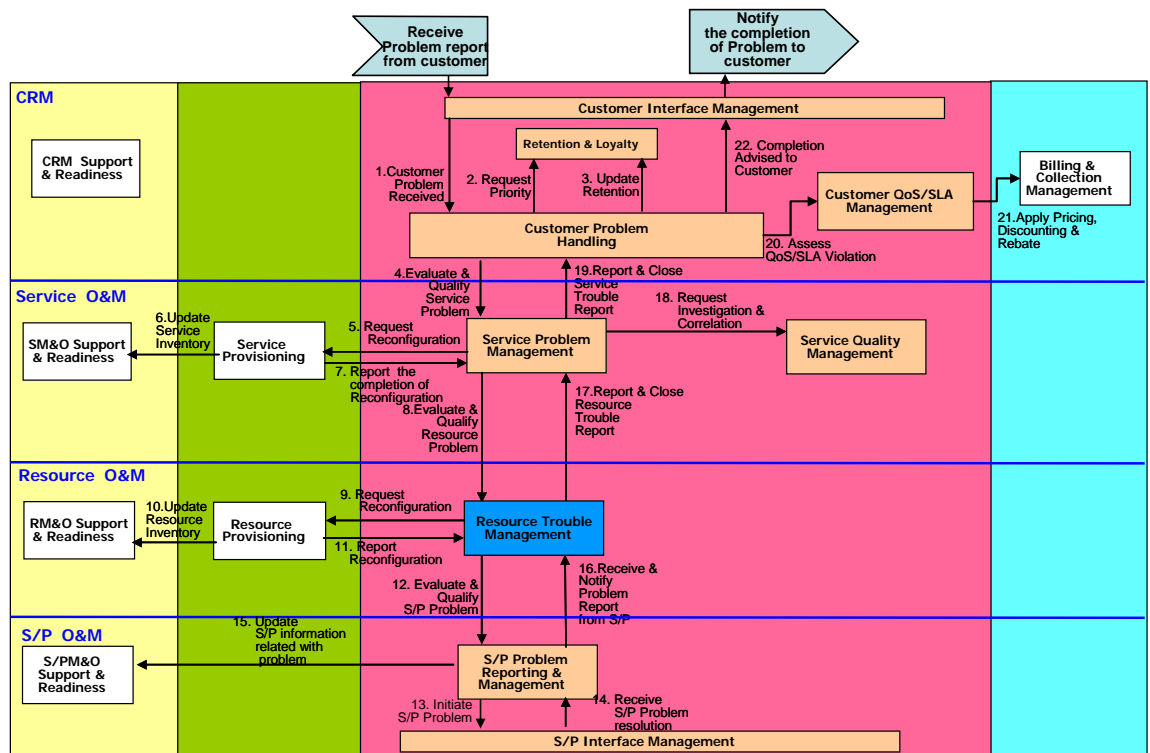 Receive
Problem report
from customer
Notify
the completion
of Problem to
customer
CRM
Customer Interface Management
CRM Support
& Readiness
Retention & Loyalty
1.Customer
Problem
Received
2. Request
Priority
3. Update
Retention
22. Completion
Advised to
Customer
Customer QoS/SLA
Management
Billing &
Collection
Management
21.Apply Pricing,
Discounting &
Rebate
Customer Problem
Handling
20. Assess
QoS/SLA Violation
4.Evaluate &
Qualify
Service
Problem
19.Report & Close
Service
Trouble
Report
18. Request
Investigation &
Correlation
Service O&M
SM&O Support
& Readiness
6.Update
Service
Inventory
Service
Provisioning
5. Request
Reconfiguration
7. Report the
completion of
Reconfiguration
Service Problem
Management
Service Quality
Management
8.Evaluate &
Qualify
Resource
Problem
17.Report & Close
Resource
Trouble
Report
Resource O&M
RM&O Support
& Readiness
10.Update
Resource
Inventory
Resource
Provisioning
9. Request
Reconfiguration
11. Report
Reconfiguration
Resource Trouble
Management
12. Evaluate &
Qualify
S/P Problem
16.Receive &
Notify
Problem
Report
from S/P
S/P O&M
S/PM&O
Support &
Readiness
15. Update
S/P information
related with
problem
S/P Problem
Reporting &
Management
13. Initiate
S/P Problem
14. Receive
S/P Problem
resolution
S/P Interface Management